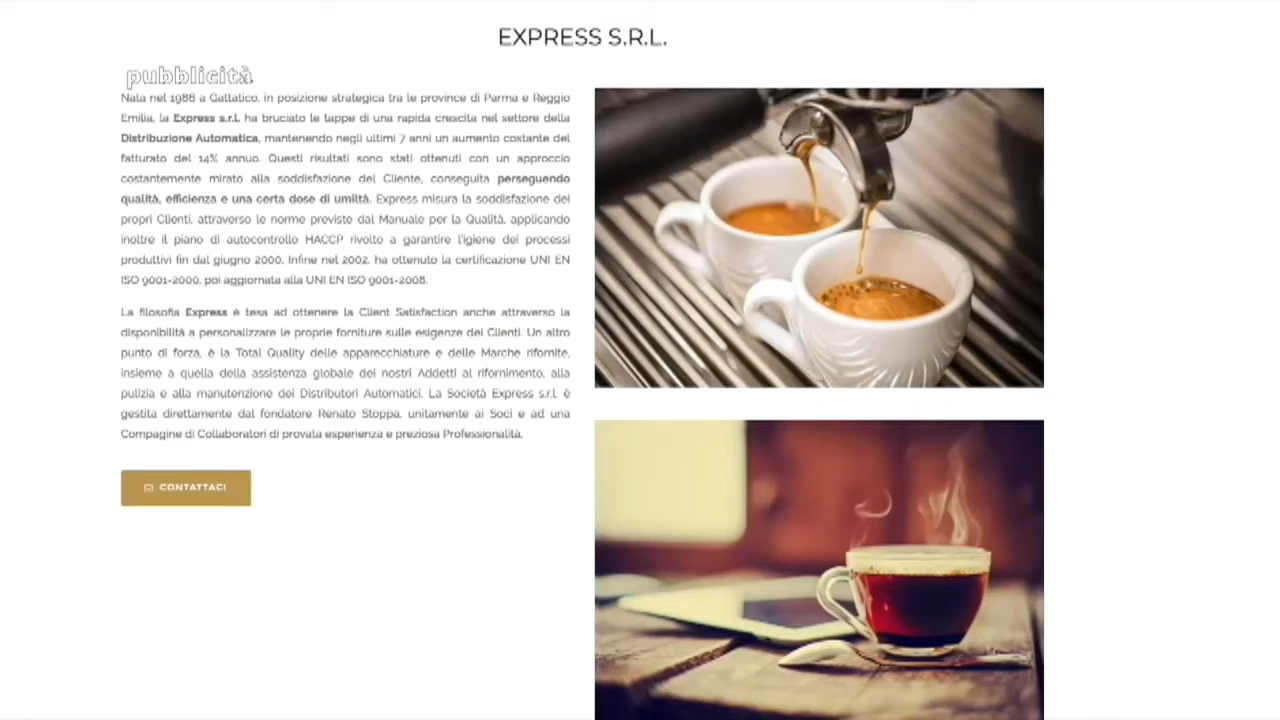 EXPRESS S.R.L.
pubblicità
Nata nel 1986 a Gattatico, in posizione strategica tra le province di Parma e Reggio
Emilia, la Express s.r.l. ha bruciato le tappe di una rapida crescita nel settore della
Distribuzione Automatica, mantenendo negli ultimi 7 anni un aumento costante del
fatturato del 14% annuo. Questi risultati sono stati ottenuti con un approccio
costantemente mirato alla soddisfazione del Cliente, conseguita perseguendo
qualità, efficienza e una certa dose di umiltà. Express misura la soddisfazione dei
propri Clienti, attraverso le norme previste dal Manuale per la Qualità, applicando
inoltre il piano di autocontrollo HACCP rivolto a garantire l'igiene dei processi
produttivi fin dal giugno 2000. Infine nel 2002, ha ottenuto la certificazione UNI EN
ISO 9001-2000, poi aggiornata alla UNI EN ISO 9001-2008.
La filosofia Express è tesa ad ottenere la Client Satisfaction anche attraverso la
disponibilità a personalizzare le proprie forniture sulle esigenze dei Clienti. Un altro
punto di forza, è la Total Quality delle apparecchiature e delle Marche rifornite,
insieme a quella della assistenza globale dei nostri Addetti al rifornimento, alla
pulizia e alla manutenzione dei Distributori Automatici. La Società Express s.r.l. è
gestita direttamente dal fondatore Renato Stoppa, unitamente ai Soci e ad una
Compagine di Collaboratori di provata esperienza e preziosa Professionalità.
CONTATTACI